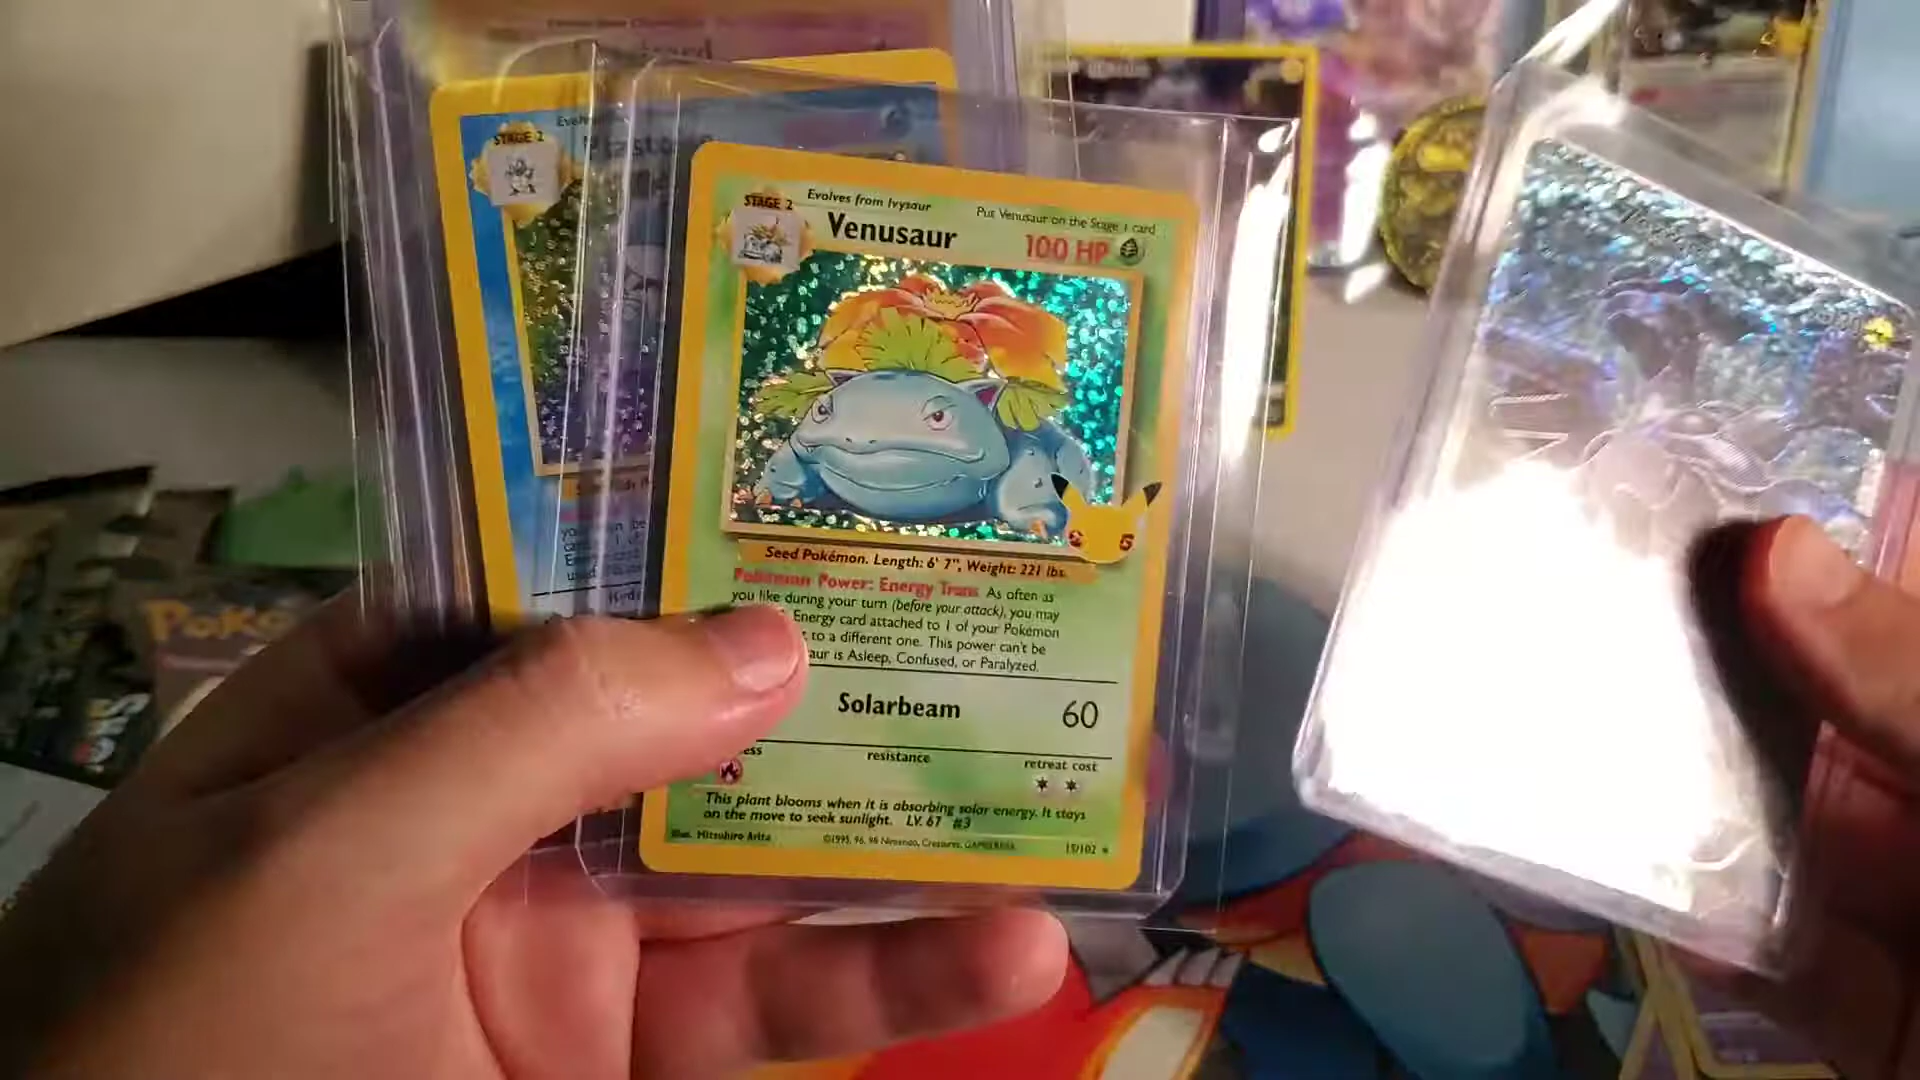 STAGE 2
STAGE 2
Evolves from Ivysaur
Put Venusaur on the Stage 1 card
Venusaur
100 HP
Seed Pokémon. Length: 6' 7", Weight: 221 lbs.
Pokémon Power: Energy Trans As often as
you like during your turn (before your attack), you may
Energy card attached to 1 of your Pokémon
to a different one. This power can't be
aur is Asleep, Confused, or Paralyzed.
Solarbeam
60
ess
resistance
retreat cost
This plant blooms when it is absorbing solar energy. It stays
on the move to seek sunlight. LV. 67 #3
Illus. Mitsuhiro Arita
©1995, 96, 98 Nintendo, Creatures, GAMEFREAK.
15/102
Poké